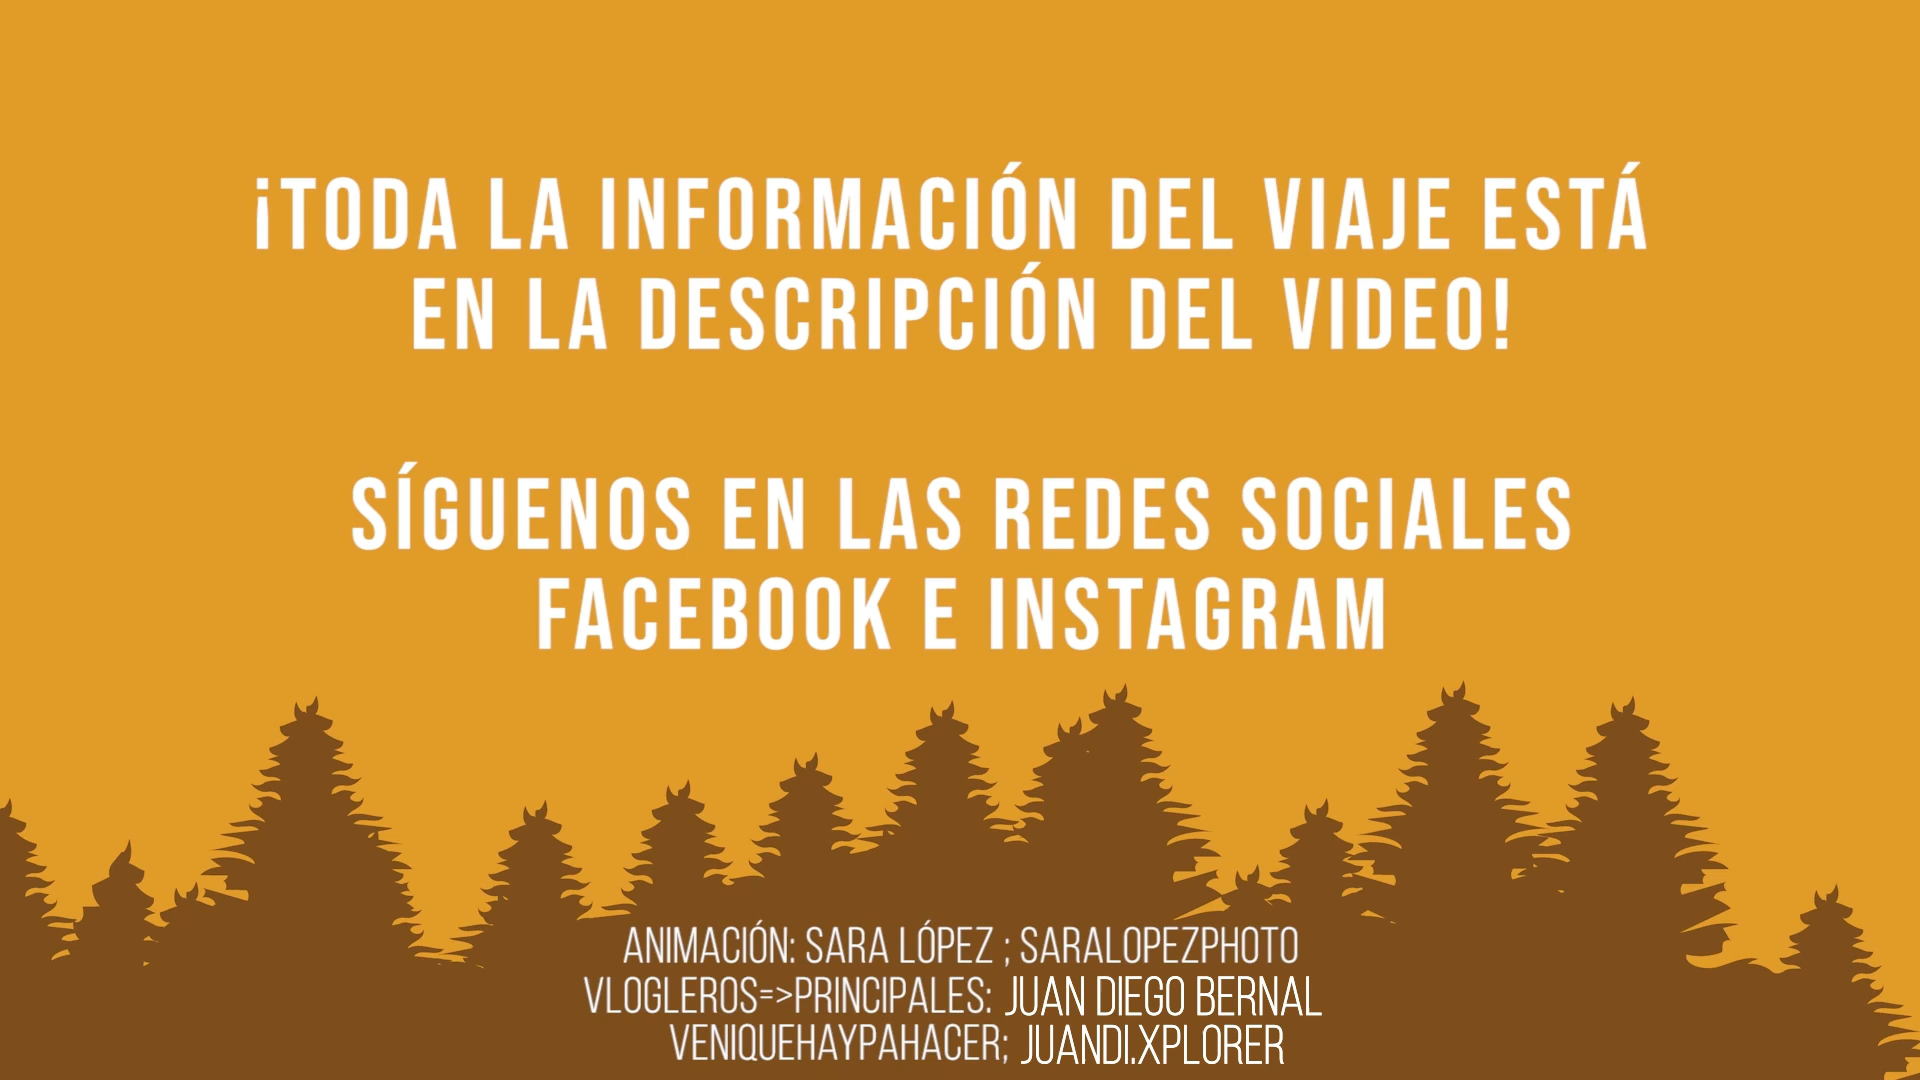 ¡TODA LA INFORMACIÓN DEL VIAJE ESTÁ
EN LA DESCRIPCIÓN DEL VIDEO!
SÍGUENOS EN LAS REDES SOCIALES
FACEBOOK E INSTAGRAM
ANIMACIÓN: SARA LÓPEZ ; SARALOPEZPHOTO
VLOGLEROS=>PRINCIPALES: JUAN DIEGO BERNAL
VENIQUEHAYPAHACER; JUANDI.XPLORER